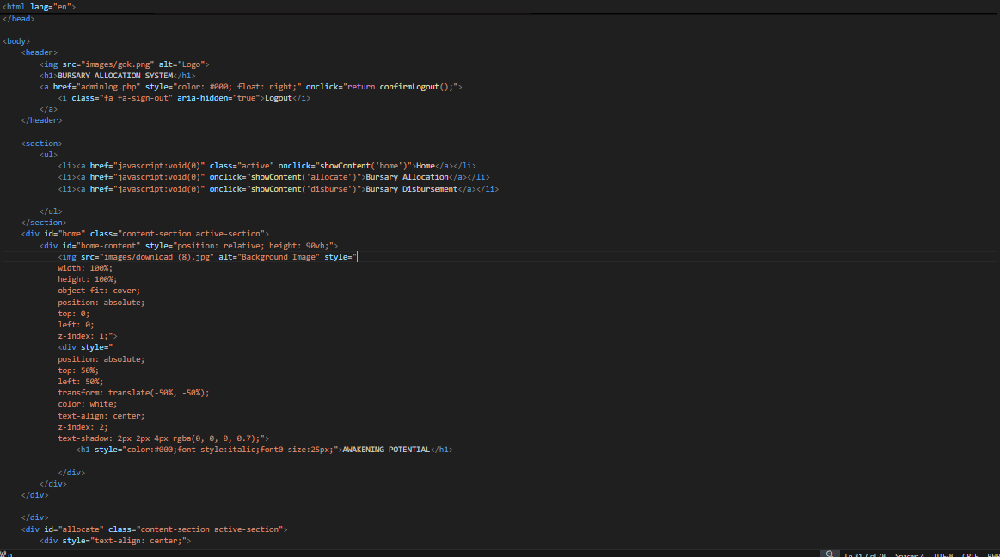 <html lang="en">
</head>
<body>
<header>
<img src="images/gok.png" alt="Logo">
<h1>BURSARY ALLOCATION SYSTEM</h1>
<a href="adminlog.php" style="color: #000; float: right;" onclick="return confirmLogout();">
<i class="fa fa-sign-out" aria-hidden="true">Logout</i>
</a>
</header>
<section>
<ul>
<li><a href="javascript:void(0)" class="active" onclick="showContent('home')">Home</a></li>
<li><a href="javascript:void(0)" onclick="showContent('allocate')">Bursary Allocation</a></li>
<li><a href="javascript:void(0)" onclick="showContent('disburse')">Bursary Disbursement</a></li>
</ul>
</section>
<div id="home" class="content-section active-section">
<div id="home-content" style="position: relative; height: 90vh;">
<img src="images/download (8).jpg" alt="Background Image" style="
width: 100%;
height: 100%;
object-fit: cover;
position: absolute;
top: 0;
left: 0;
z-index: 1;">
<div style="
position: absolute;
top: 50%;
left: 50%;
transform: translate(-50%, -50%);
color: white;
text-align: center;
z-index: 2;
text-shadow: 2px 2px 4px rgba(0, 0, 0, 0.7);">
<h1 style="color:#000;font-style:italic;font0-size:25px;">AWAKENING POTENTIAL</h1>
</div>
</div>
</div>
</div>
<div id="allocate" class="content-section active-section">
<div style="text-align: center;">
0 Ln 31, Col 78 Spaces: 4 UTF-8 CRLF PHP